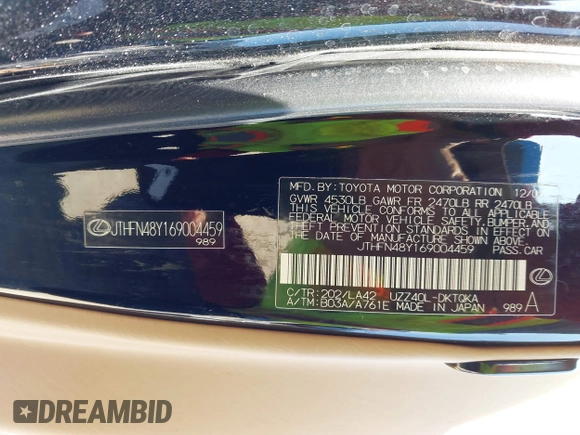 JTHFN48Y169004459
989
MFD. BY: TOYOTA MOTOR CORPORATION
GVWR 4530LB GAWR FR 2470LB RR 2470LB
THIS VEHICLE CONFORMS TO ALL APPLICABLE
FEDERAL MOTOR VEHICLE SAFETY, BUMPER, AND
THEFT PREVENTION STANDARDS IN EFFECT ON
THE DATE OF MANUFACTURE SHOWN ABOVE.
JTHFN48Y169004459 PASS.CAR
C/TR: 202/LA42 UZZ40L-DKTQKA
A/TM: B03A/A761E MADE IN JAPAN 989 A
DREAMBID